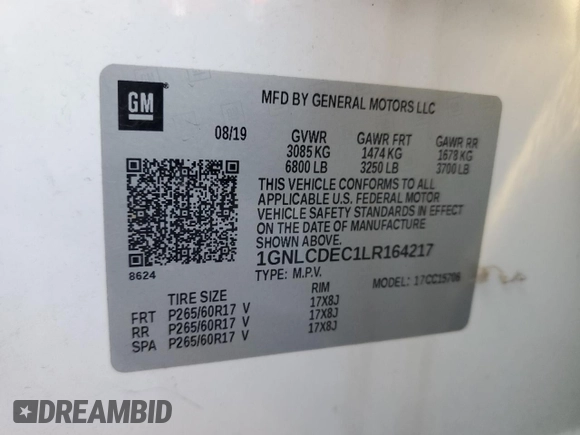 GM
MFD BY GENERAL MOTORS LLC
08/19 GVWR GAWR FRT GAWR RR
3085 KG 1474 KG 1678 KG
6800 LB 3250 LB 3700 LB
THIS VEHICLE CONFORMS TO ALL
APPLICABLE U.S. FEDERAL MOTOR
VEHICLE SAFETY STANDARDS IN EFFECT
ON THE DATE OF MANUFACTURE
SHOWN ABOVE.
1GNLCDEC1LR164217
8624 TYPE: M.P.V. MODEL: 17CC15706
TIRE SIZE RIM
FRT P265/60R17 V 17X8J
RR P265/60R17 V 17X8J
SPA P265/60R17 V 17X8J
DREAMBID